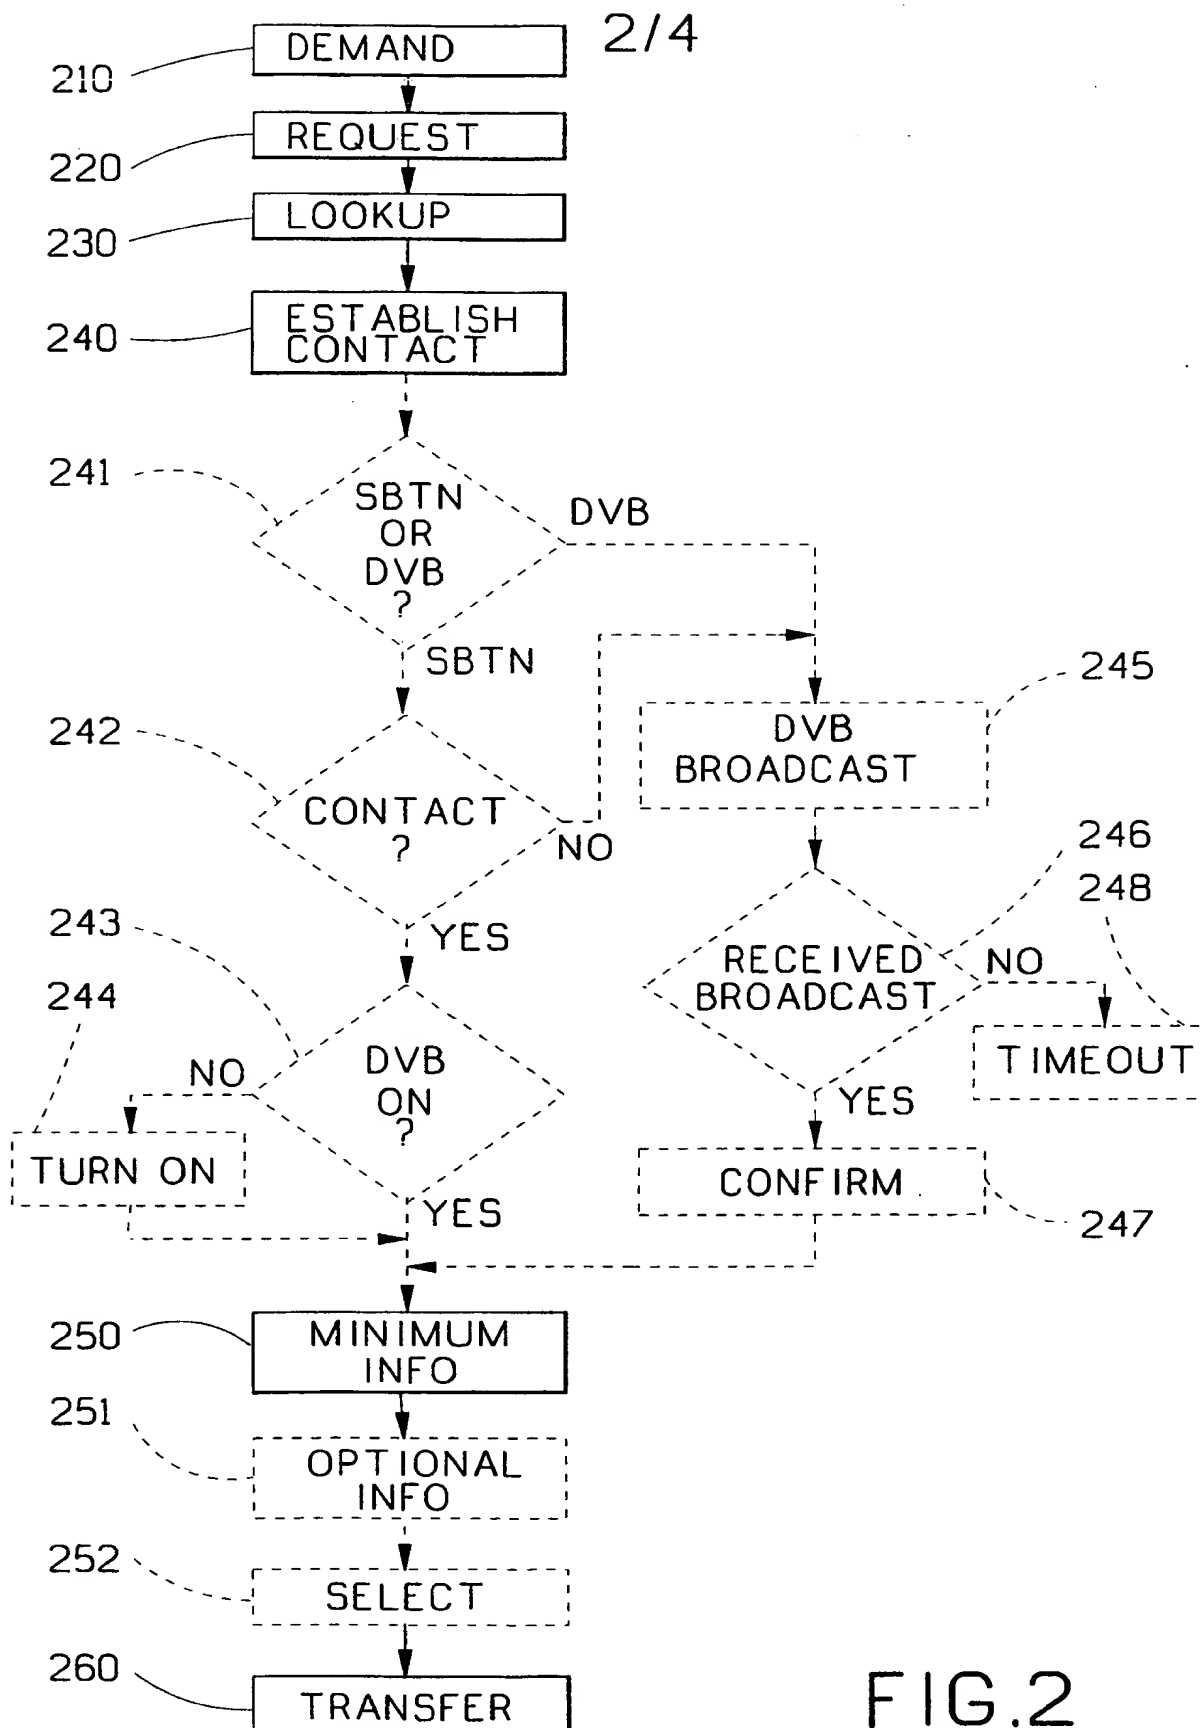 2/4
DEMAND
210
REQUEST
220
LOOKUP
230
ESTABLISH
CONTACT
240
241
SBTN
OR
DVB
?
DVB
SBTN
245
DVB
BROADCAST
242
CONTACT
?
NO
YES
246
248
243
RECEIVED
BROADCAST
NO
244
DVB
ON
?
NO
TIMEOUT
YES
TURN ON
CONFIRM
YES
247
250
MINIMUM
INFO
251
OPTIONAL
INFO
252
SELECT
260
TRANSFER
FIG.2